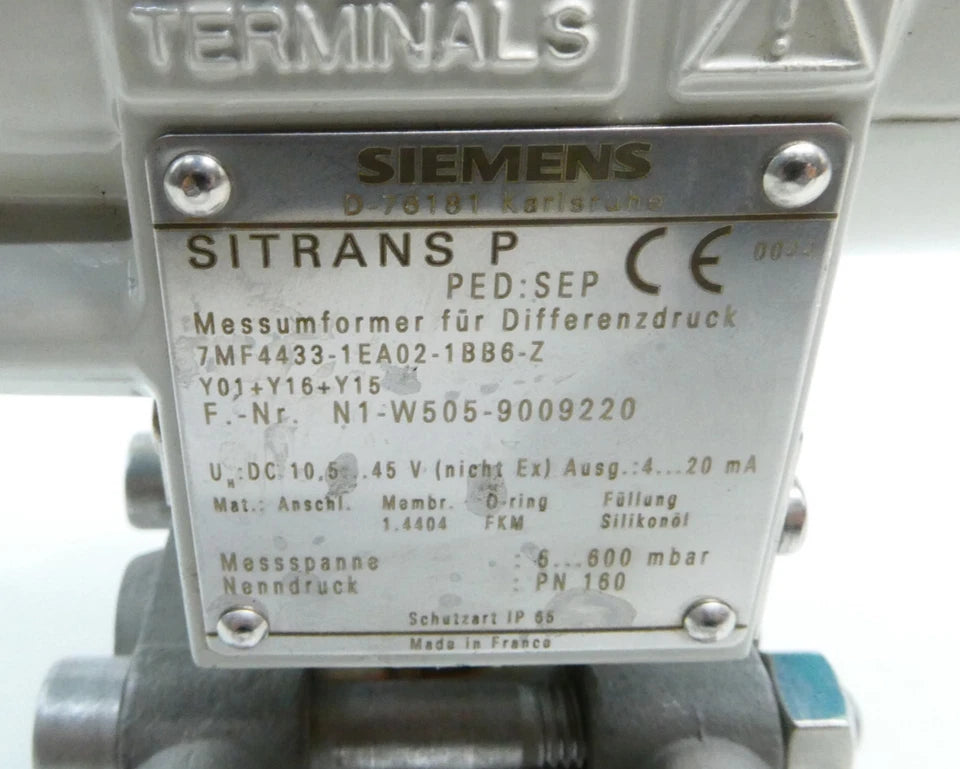 TERMINALS
SIEMENS
D-76181 Karlsruhe
SITRANS P
PED:SEP CE
Messumformer für Differenzdruck
7MF4433-1EA02-1BB6-Z
Y01+Y16+Y15
F.-Nr. N1-W505-9009220
UH:DC 10,5...45 V (nicht Ex) Ausg.:4...20 mA
Mat.: Anschl. Membr. O-ring Füllung
1.4404 FKM Silikonöl
Messspanne : 6...600 mbar
Nenndruck : PN 160
Schutzart IP 65
Made in France